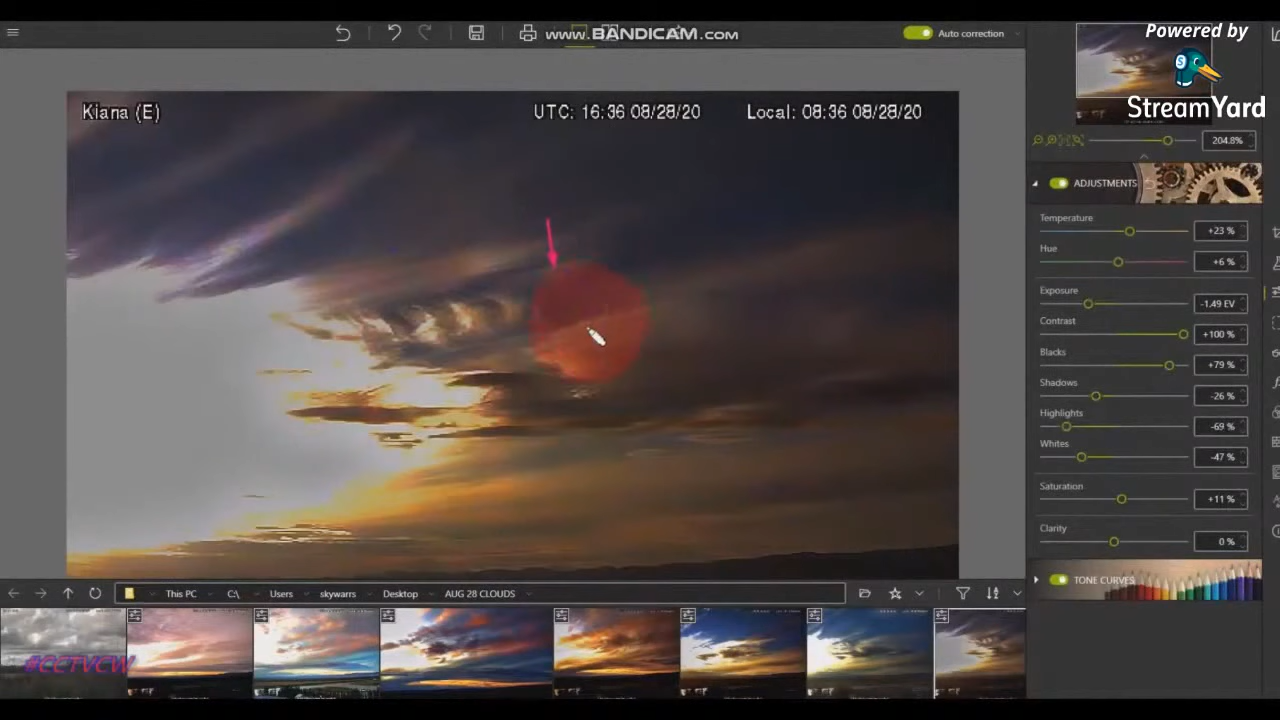 www.BANDICAM.com
Auto correction
Powered by
StreamYard
Kiana (E)
UTC: 16:36 08/28/20
Local: 08:36 08/28/20
204.8%
ADJUSTMENTS
Temperature
+23 %
Hue
+6 %
Exposure
-1.49 EV
Contrast
+100 %
Blacks
+79 %
Shadows
-26 %
Highlights
-69 %
Whites
-47 %
Saturation
+11 %
Clarity
0 %
TONE CURVES
This PC
C:\
Users
skywarrs
Desktop
AUG 28 CLOUDS
#CCTVCW